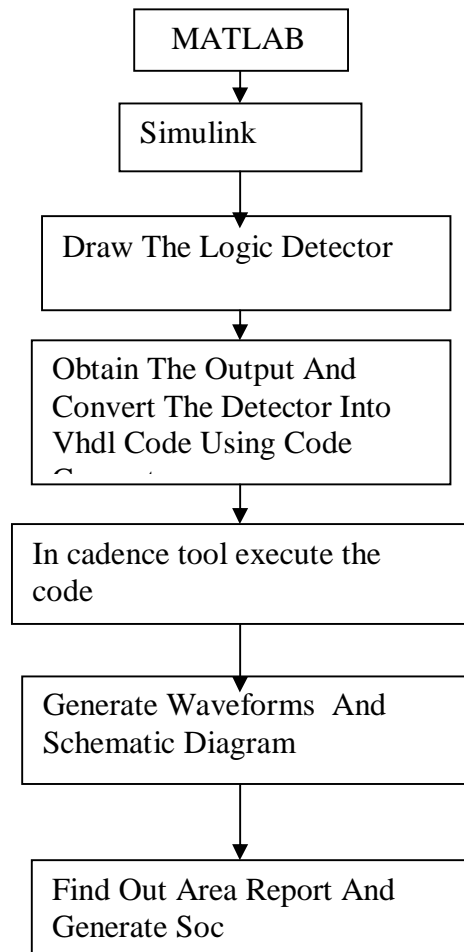 MATLAB
Simulink
Draw The Logic Detector
Obtain The Output And
Convert The Detector Into
Vhdl Code Using Code
In cadence tool execute the
code
Generate Waveforms And
Schematic Diagram
Find Out Area Report And
Generate Soc